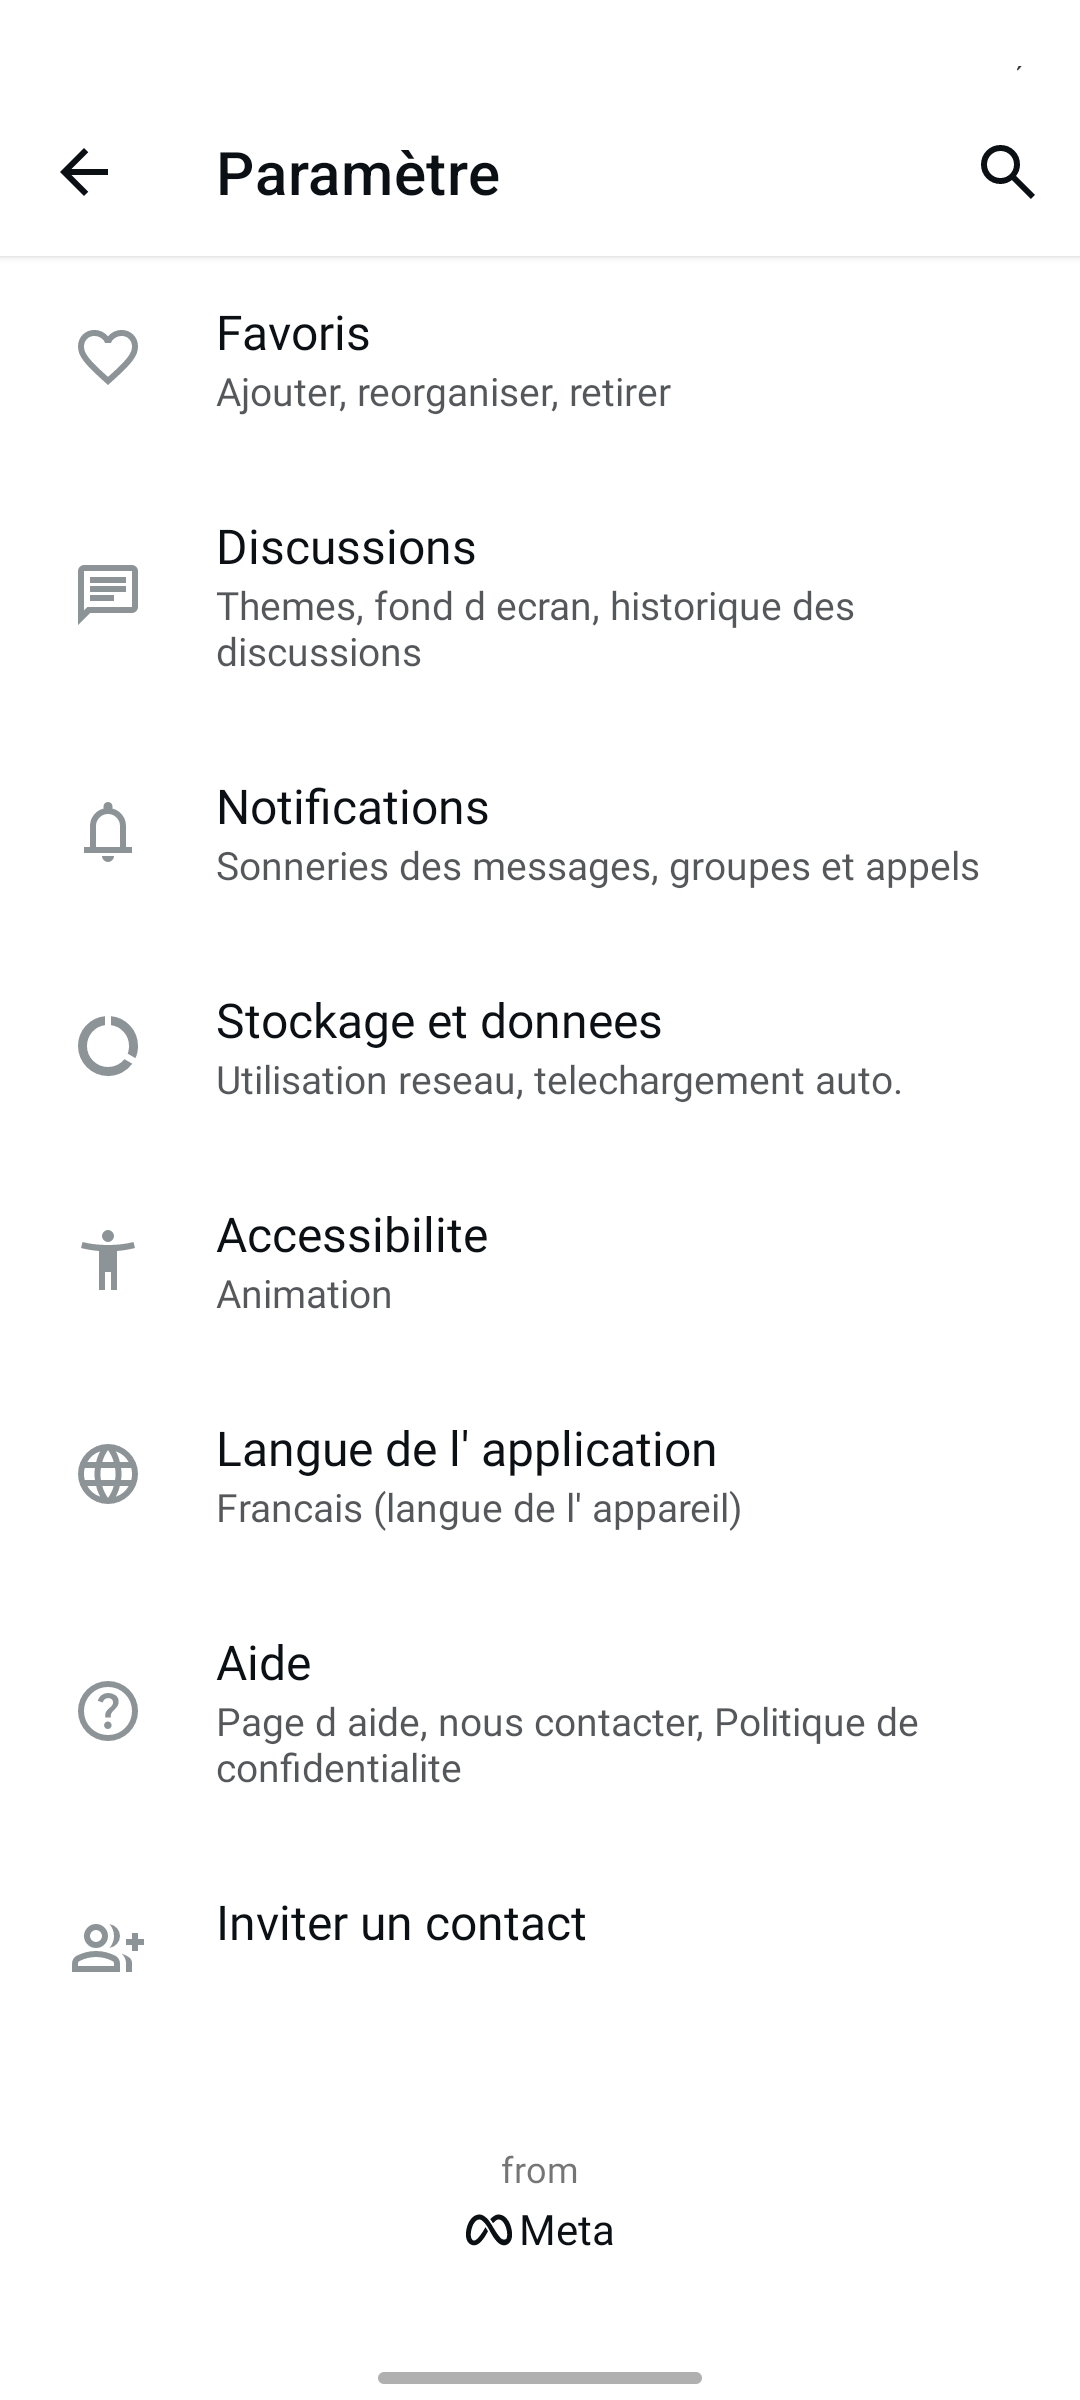 Paramètre
Favoris
Ajouter, reorganiser, retirer
Discussions
Themes, fond d ecran, historique des
discussions
Notifications
Sonneries des messages, groupes et appels
Stockage et donnees
Utilisation reseau, telechargement auto.
Accessibilite
Animation
Langue de l' application
Francais (langue de l' appareil)
Aide
Page d aide, nous contacter, Politique de
confidentialite
Inviter un contact
from
Meta